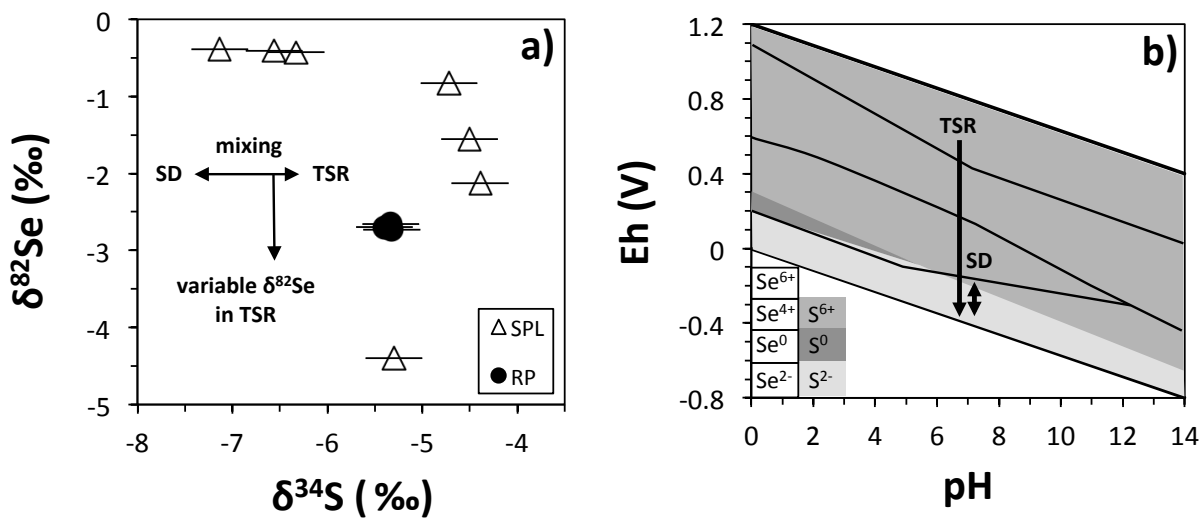 a)
0
-1
-2
-3
-4
-5
δ⁸²Se (‰)
mixing
SD
TSR
variable δ⁸²Se
in TSR
SPL
RP
-8
-7
-6
-5
-4
δ³⁴S ( ‰)
b)
1.2
0.8
0.4
0
-0.4
-0.8
Eh (V)
TSR
SD
Se⁶⁺
Se⁴⁺ S⁶⁺
Se⁰ S⁰
Se²⁻ S²⁻
0 2 4 6 8 10 12 14
pH